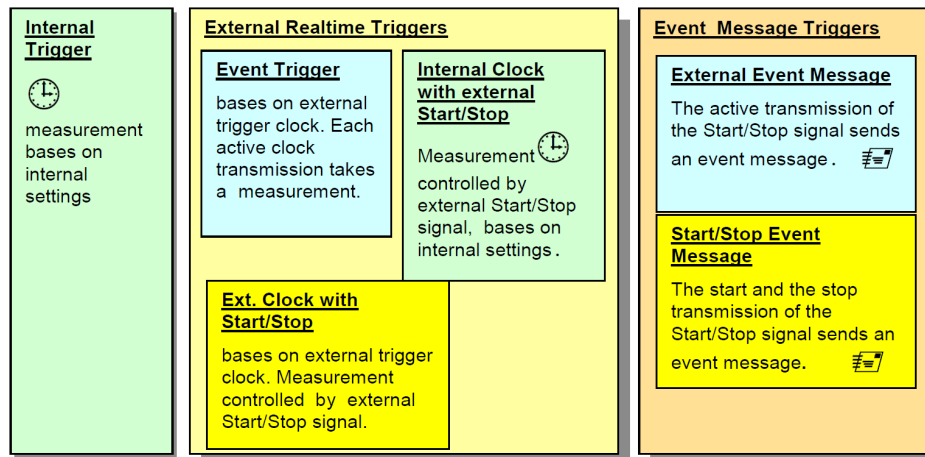 Internal
Trigger
measurement
bases on
internal
settings
External Realtime Triggers
Event Trigger
bases on external
trigger clock. Each
active clock
transmission takes
a measurement.
Internal Clock
with external
Start/Stop
Measurement
controlled by
external Start/Stop
signal, bases on
internal settings.
Ext. Clock with
Start/Stop
bases on external trigger
clock. Measurement
controlled by external
Start/Stop signal.
Event Message Triggers
External Event Message
The active transmission of
the Start/Stop signal sends
an event message.
Start/Stop Event
Message
The start and the stop
transmission of the
Start/Stop signal sends an
event message.